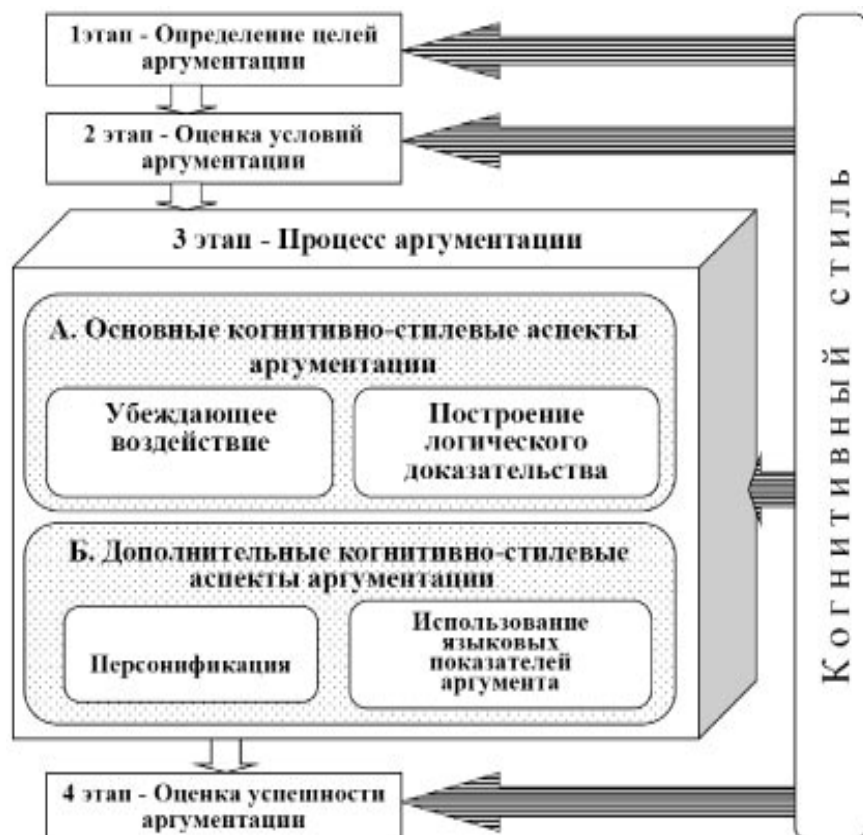 1этап - Определение целей
аргументации
2 этап - Оценка условий
аргументации
3 этап - Процесс аргументации
А. Основные когнитивно-стилевые аспекты
аргументации
Убеждающее
воздействие
Построение
логического
доказательства
Б. Дополнительные когнитивно-стилевые
аспекты аргументации
Персонификация
Использование
языковых
показателей
аргумента
4 этап - Оценка успешности
аргументации
Когнитивный стиль